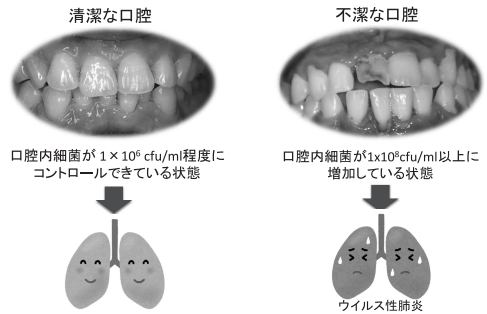 清潔な口腔
不潔な口腔
口腔内細菌が 1×10⁶ cfu/ml程度に
コントロールできている状態
口腔内細菌が1x10⁸cfu/ml以上に
増加している状態
ウイルス性肺炎